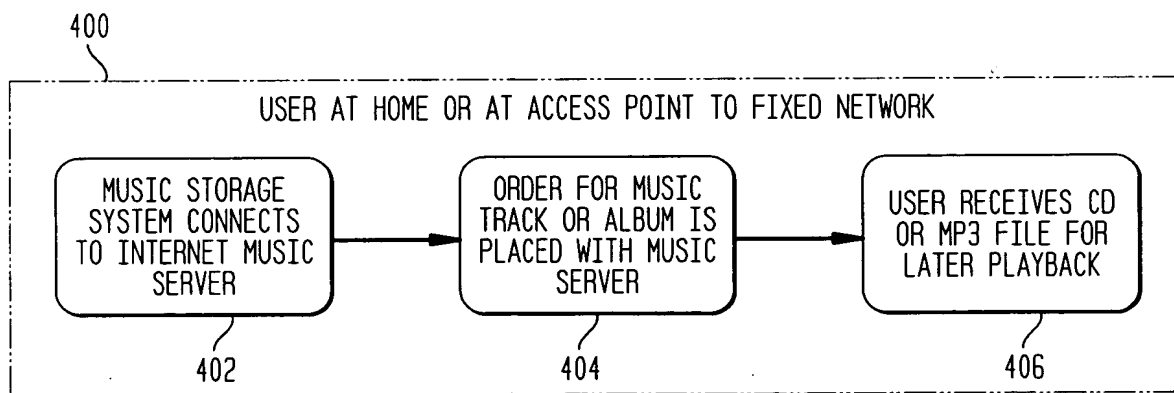 400
USER AT HOME OR AT ACCESS POINT TO FIXED NETWORK
MUSIC STORAGE
SYSTEM CONNECTS
TO INTERNET MUSIC
SERVER
402
ORDER FOR MUSIC
TRACK OR ALBUM IS
PLACED WITH MUSIC
SERVER
404
USER RECEIVES CD
OR MP3 FILE FOR
LATER PLAYBACK
406